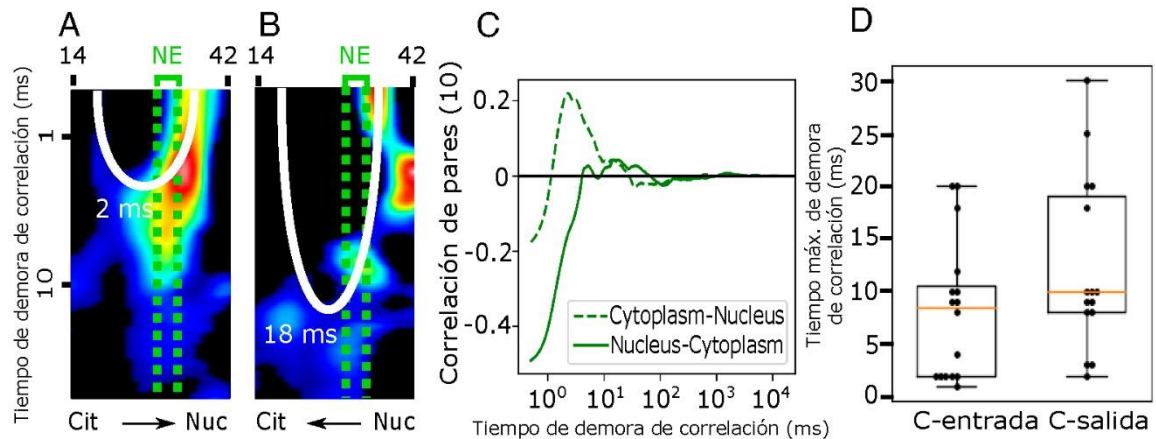 A
14 NE 42
Tiempo de demora de correlación (ms)
1
10
2 ms
Cit Nuc
B
14 NE 42
18 ms
Cit Nuc
C
Correlación de pares (10)
0.2
0
-0.2
-0.4
Cytoplasm-Nucleus
Nucleus-Cytoplasm
10⁰ 10¹ 10² 10³ 10⁴
Tiempo de demora de correlación (ms)
D
Tiempo máx. de demora
de correlación (ms)
30
25
20
15
10
5
0
C-entrada C-salida